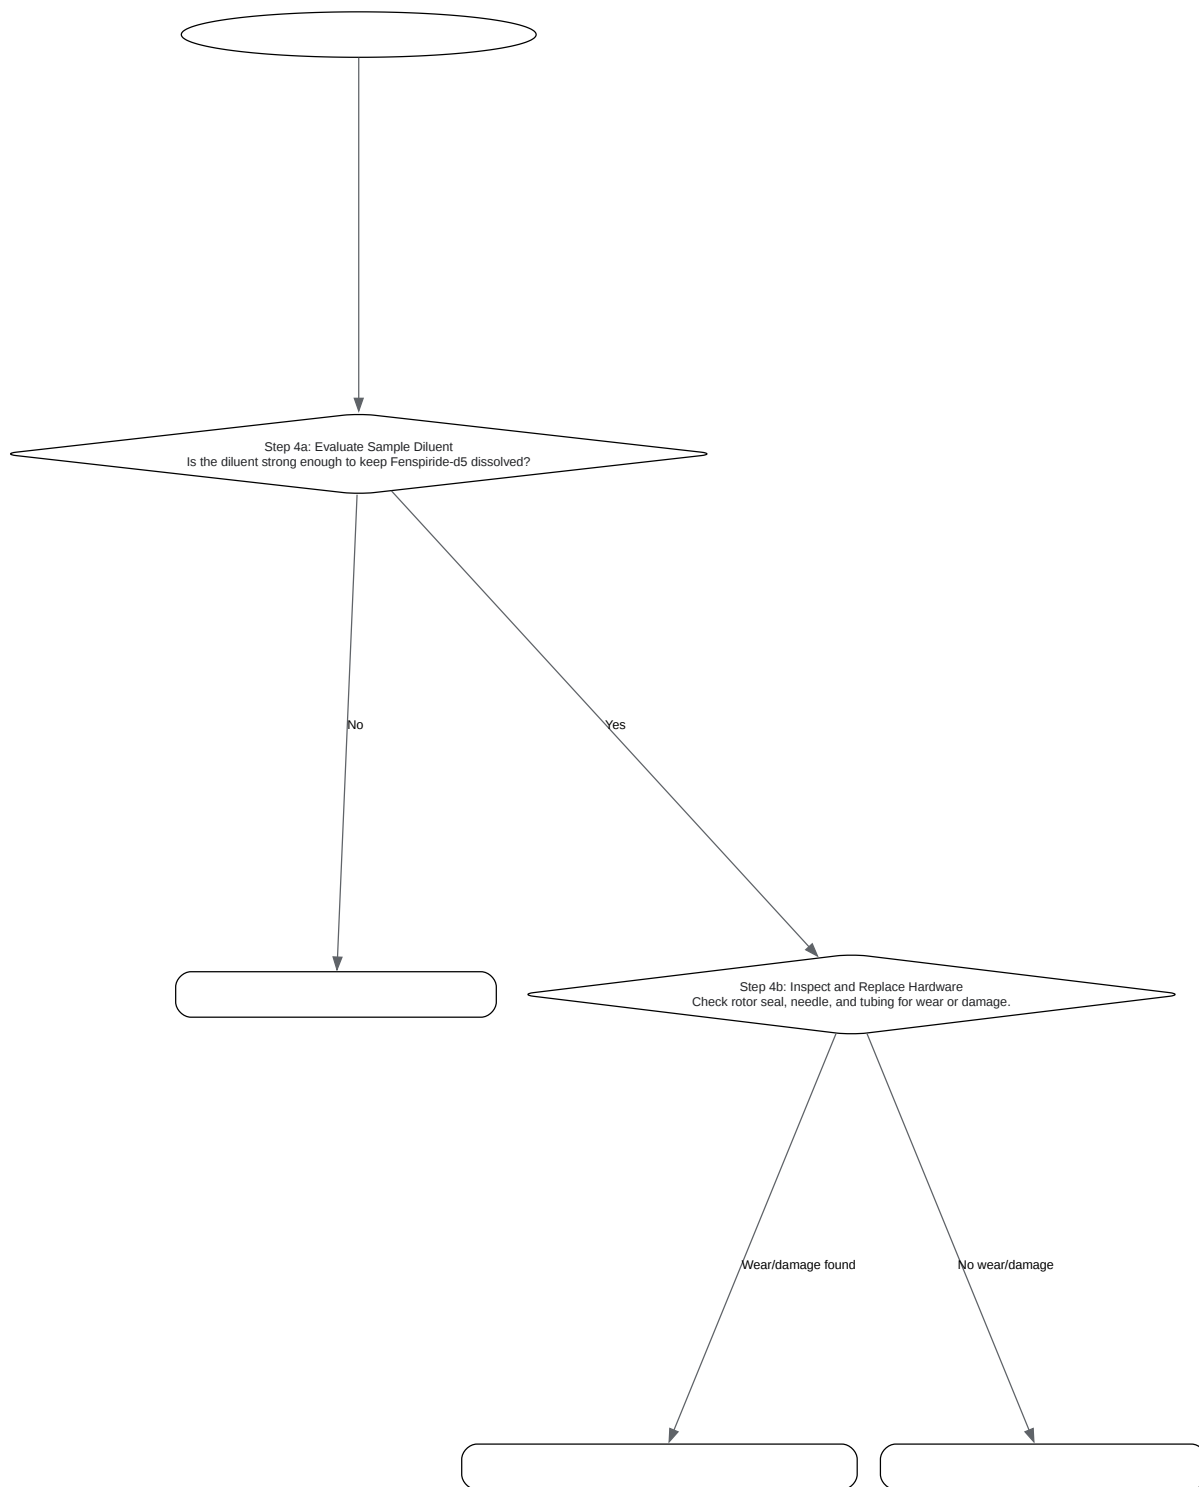 Step 4a: Evaluate Sample Diluent
Is the diluent strong enough to keep Fenspiride-d5 dissolved?
No
Yes
Step 4b: Inspect and Replace Hardware
Check rotor seal, needle, and tubing for wear or damage.
Wear/damage found
No wear/damage